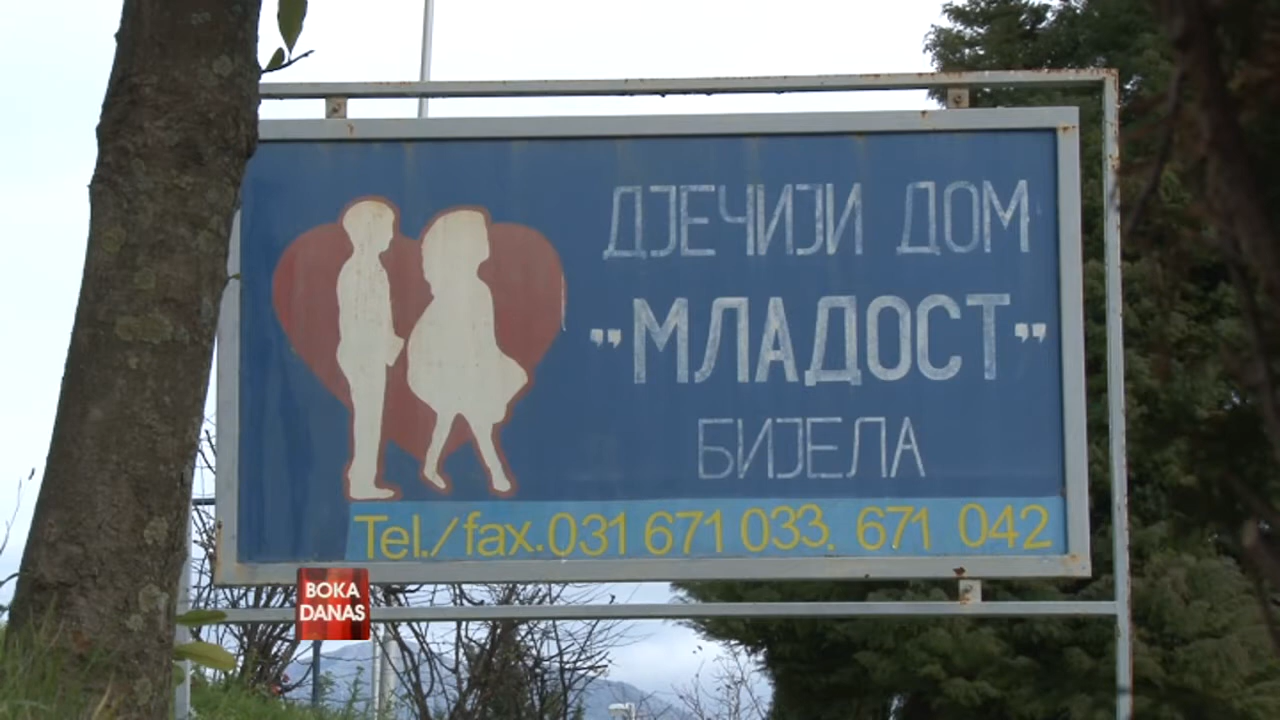 ДЈЕЧИЈИ ДОМ
„МЛАДОСТ”
БИЈЕЛА
Tel./fax.031 671 033, 671 042
BOKA
DANAS